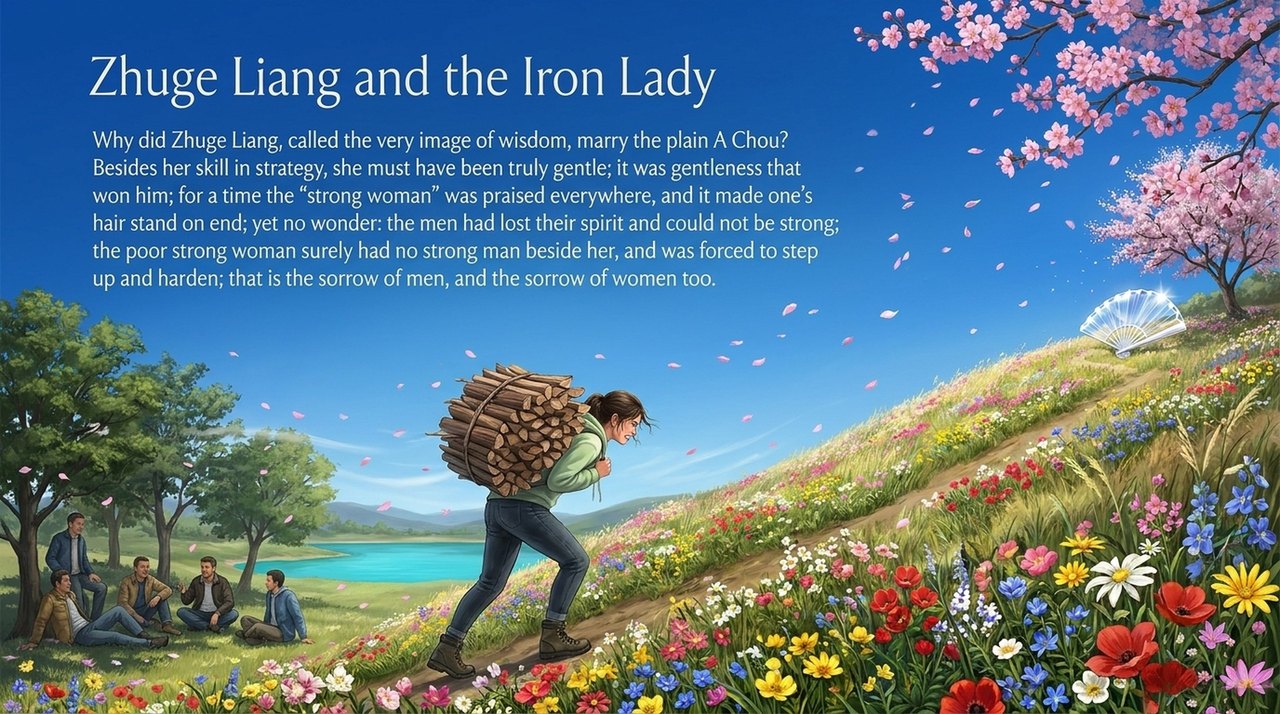 Zhuge Liang and the Iron Lady
Why did Zhuge Liang, called the very image of wisdom, marry the plain A Chou?
Besides her skill in strategy, she must have been truly gentle; it was gentleness that
won him; for a time the “strong woman” was praised everywhere, and it made one’s
hair stand on end; yet no wonder: the men had lost their spirit and could not be strong;
the poor strong woman surely had no strong man beside her, and was forced to step
up and harden; that is the sorrow of men, and the sorrow of women too.